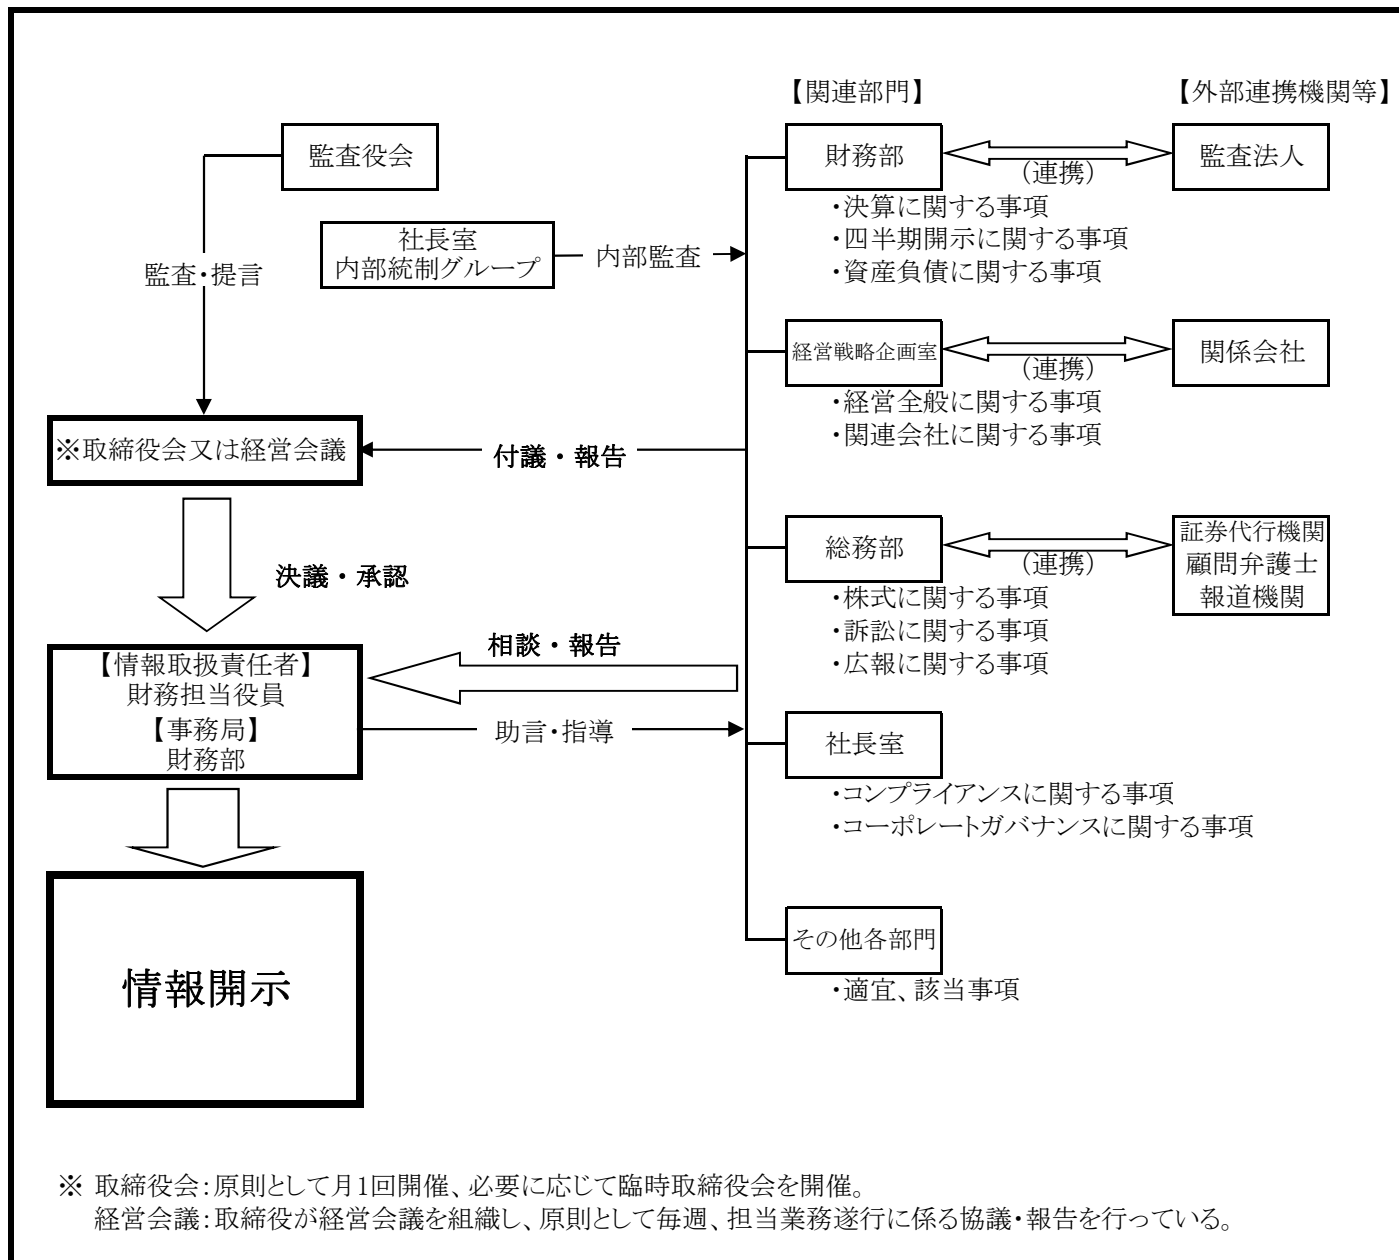 【関連部門】
【外部連携機関等】
監査役会
財務部
(連携)
監査法人
・決算に関する事項
・四半期開示に関する事項
・資産負債に関する事項
社長室
内部統制グループ
内部監査
監査・提言
経営戦略企画室
(連携)
関係会社
・経営全般に関する事項
・関連会社に関する事項
※取締役会又は経営会議
付議・報告
総務部
(連携)
証券代行機関
顧問弁護士
報道機関
・株式に関する事項
・訴訟に関する事項
・広報に関する事項
決議・承認
相談・報告
【情報取扱責任者】
財務担当役員
【事務局】
財務部
助言・指導
社長室
・コンプライアンスに関する事項
・コーポレートガバナンスに関する事項
その他各部門
・適宜、該当事項
情報開示
※ 取締役会:原則として月1回開催、必要に応じて臨時取締役会を開催。
経営会議:取締役が経営会議を組織し、原則として毎週、担当業務遂行に係る協議・報告を行っている。